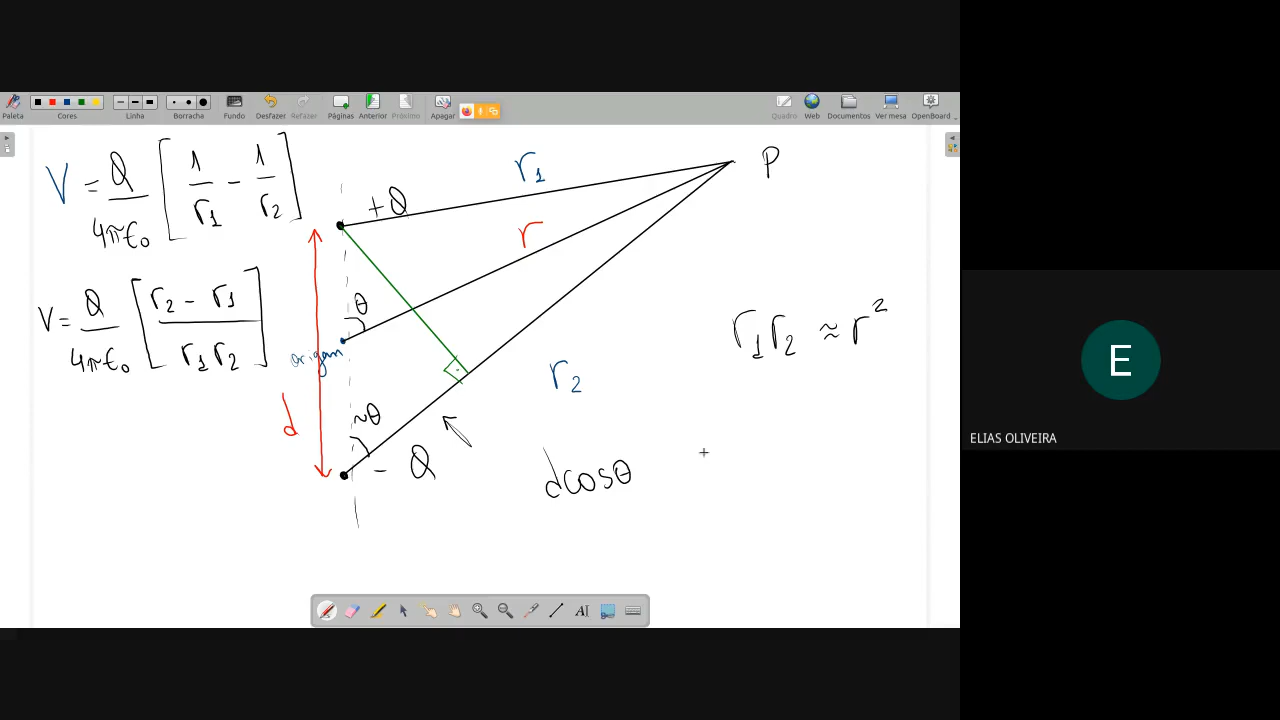 Paleta Cores Linha Borracha Fundo Desfazer Refazer Páginas Anterior Próximo Apagar Quadro Web Documentos Ver mesa OpenBoard
V = Q/4πε₀ [1/r₁ − 1/r₂]
V = Q/4πε₀ [r₂ − r₁/r₁r₂]
+Q
r₁
P
r
θ
origem
d
~θ
− Q
r₂
r₁r₂ ≈ r²
dcosθ
AI
E
ELIAS OLIVEIRA